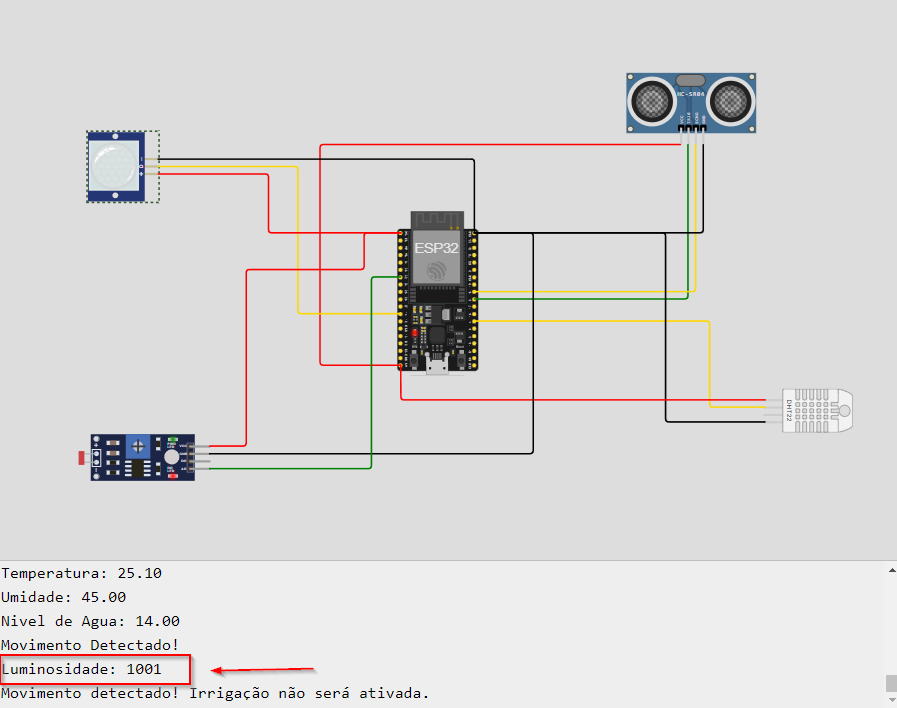 HC-SR04
ESP32
DHT22
Temperatura: 25.10
Umidade: 45.00
Nivel de Agua: 14.00
Movimento Detectado!
Luminosidade: 1001
Movimento detectado! Irrigação não será ativada.